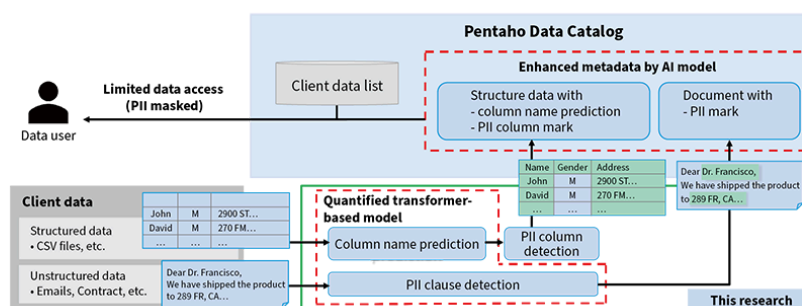 Pentaho Data Catalog
Enhanced metadata by AI model
Limited data access
(PII masked)
Client data list
Structure data with
- column name prediction
- PII column mark
Document with
- PII mark
Data user
Name Gender Address
John M 2900 ST...
David M 270 FM...
... ... ...
Dear Dr. Francisco,
We have shipped the product
to 289 FR, CA...
Client data
Structured data
• CSV files, etc.
John M 2900 ST...
David M 270 FM...
... ... ...
Quantified transformer-
based model
Column name prediction
PII column
detection
Unstructured data
• Emails, Contract, etc.
Dear Dr. Francisco,
We have shipped the product
to 289 FR, CA...
PII clause detection
This research